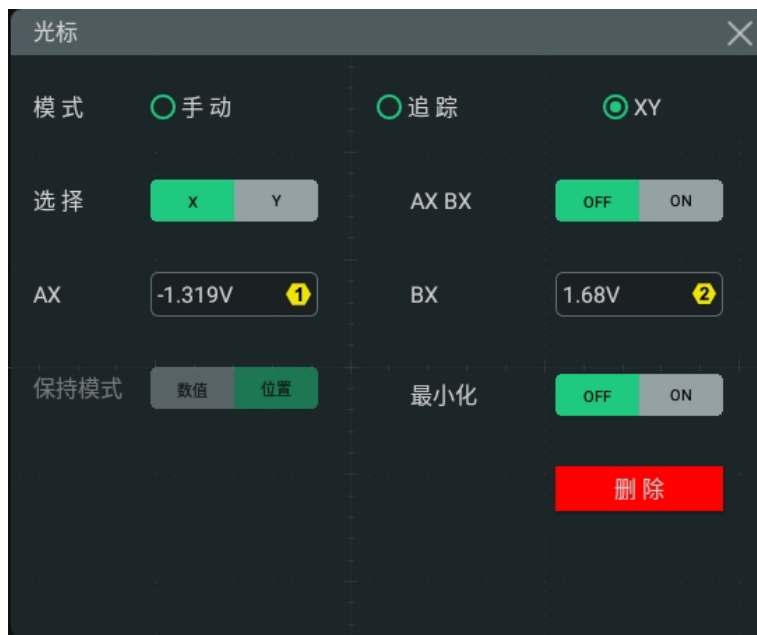 光标
模式 手动 追踪 XY
选择 X Y AX BX OFF ON
AX -1.319V 1 BX 1.68V 2
保持模式 数值 位置 最小化 OFF ON
删除